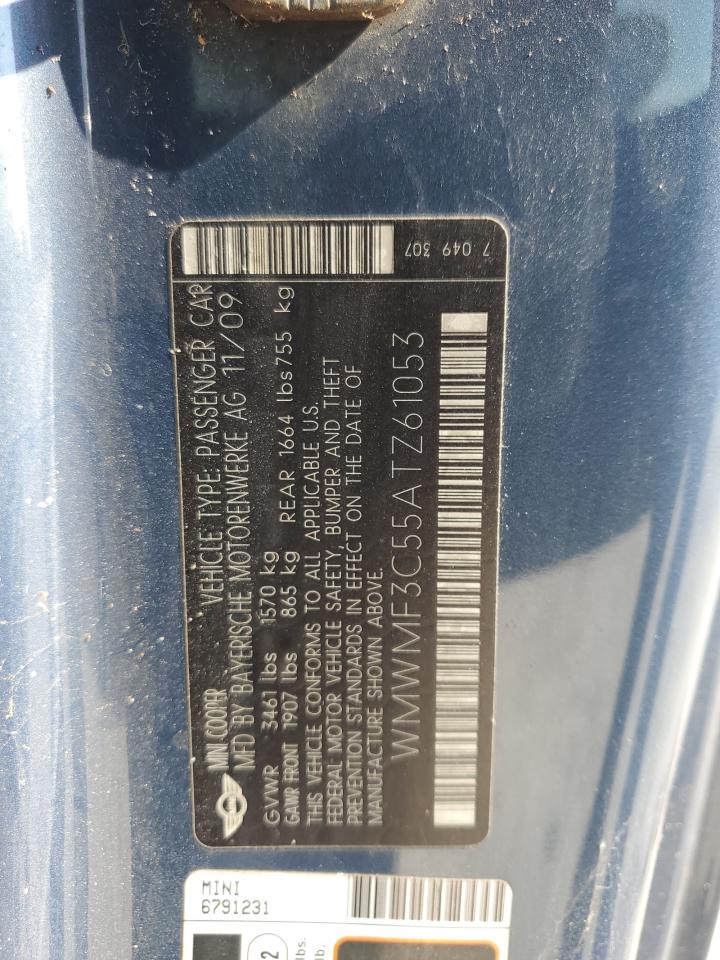 7 049 307
MINI COOPER VEHICLE TYPE: PASSENGER CAR
MFD BY BAYERISCHE MOTORENWERKE AG 11/09
GVWR 3461 lbs 1570 kg
GAWR FRONT 1907 lbs 865 kg REAR 1664 lbs 755 kg
THIS VEHICLE CONFORMS TO ALL APPLICABLE U.S.
FEDERAL MOTOR VEHICLE SAFETY, BUMPER AND THEFT
PREVENTION STANDARDS IN EFFECT ON THE DATE OF
MANUFACTURE SHOWN ABOVE.
WMWMF3C55ATZ61053
MINI
6791231
2
lbs.
lb.